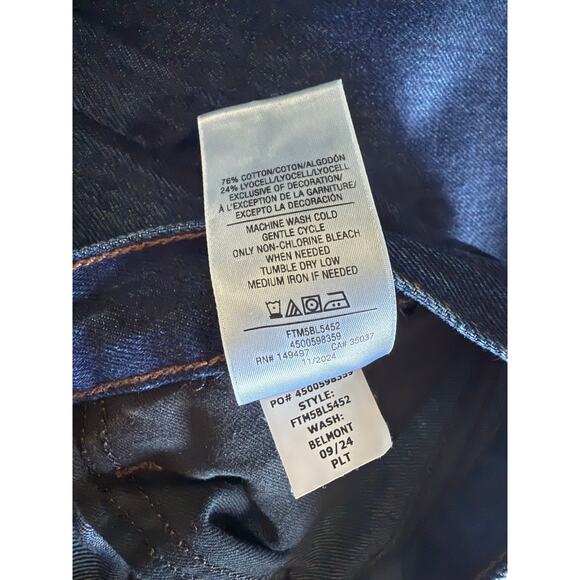 76% COTTON/COTON/ALGODÓN
24% LYOCELL/LYOCELL/LYOCELL
EXCLUSIVE OF DECORATION/
À L'EXCEPTION DE LA GARNITURE/
EXCEPTO LA DECORACIÓN
MACHINE WASH COLD
GENTLE CYCLE
ONLY NON-CHLORINE BLEACH
WHEN NEEDED
TUMBLE DRY LOW
MEDIUM IRON IF NEEDED
FTM5BL5452
4500598359
RN# 149497 CA# 35037
11/2024
PO# 4500598359
STYLE:
FTM5BL5452
WASH:
BELMONT
09/24
PLT